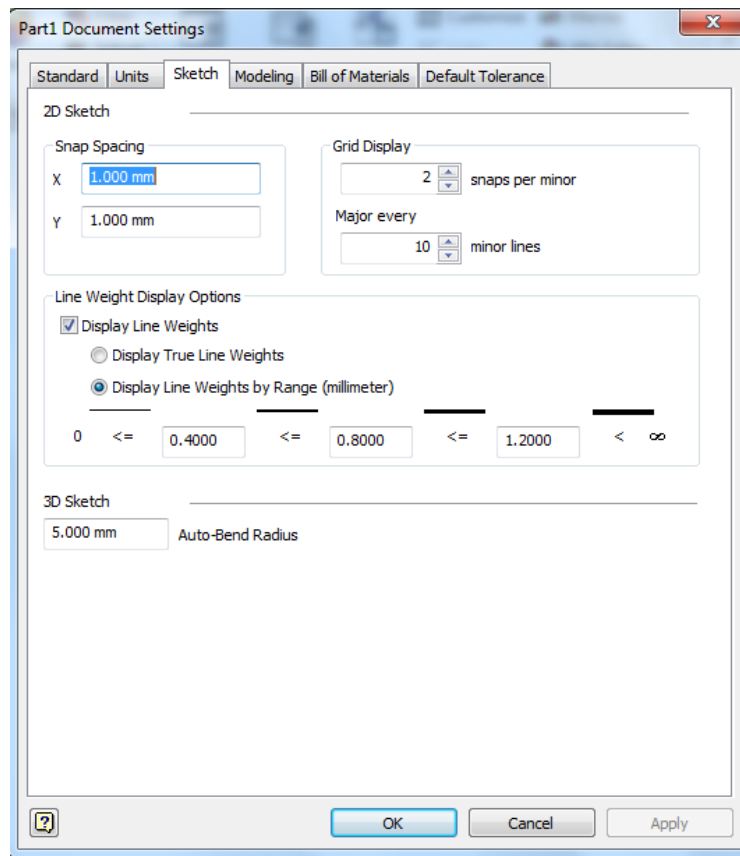 Part1 Document Settings
Standard Units Sketch Modeling Bill of Materials Default Tolerance
2D Sketch
Snap Spacing
X 1.000 mm
Y 1.000 mm
Grid Display
2 snaps per minor
Major every
10 minor lines
Line Weight Display Options
Display Line Weights
Display True Line Weights
Display Line Weights by Range (millimeter)
0 <= 0.4000 <= 0.8000 <= 1.2000 < ∞
3D Sketch
5.000 mm Auto-Bend Radius
? OK Cancel Apply